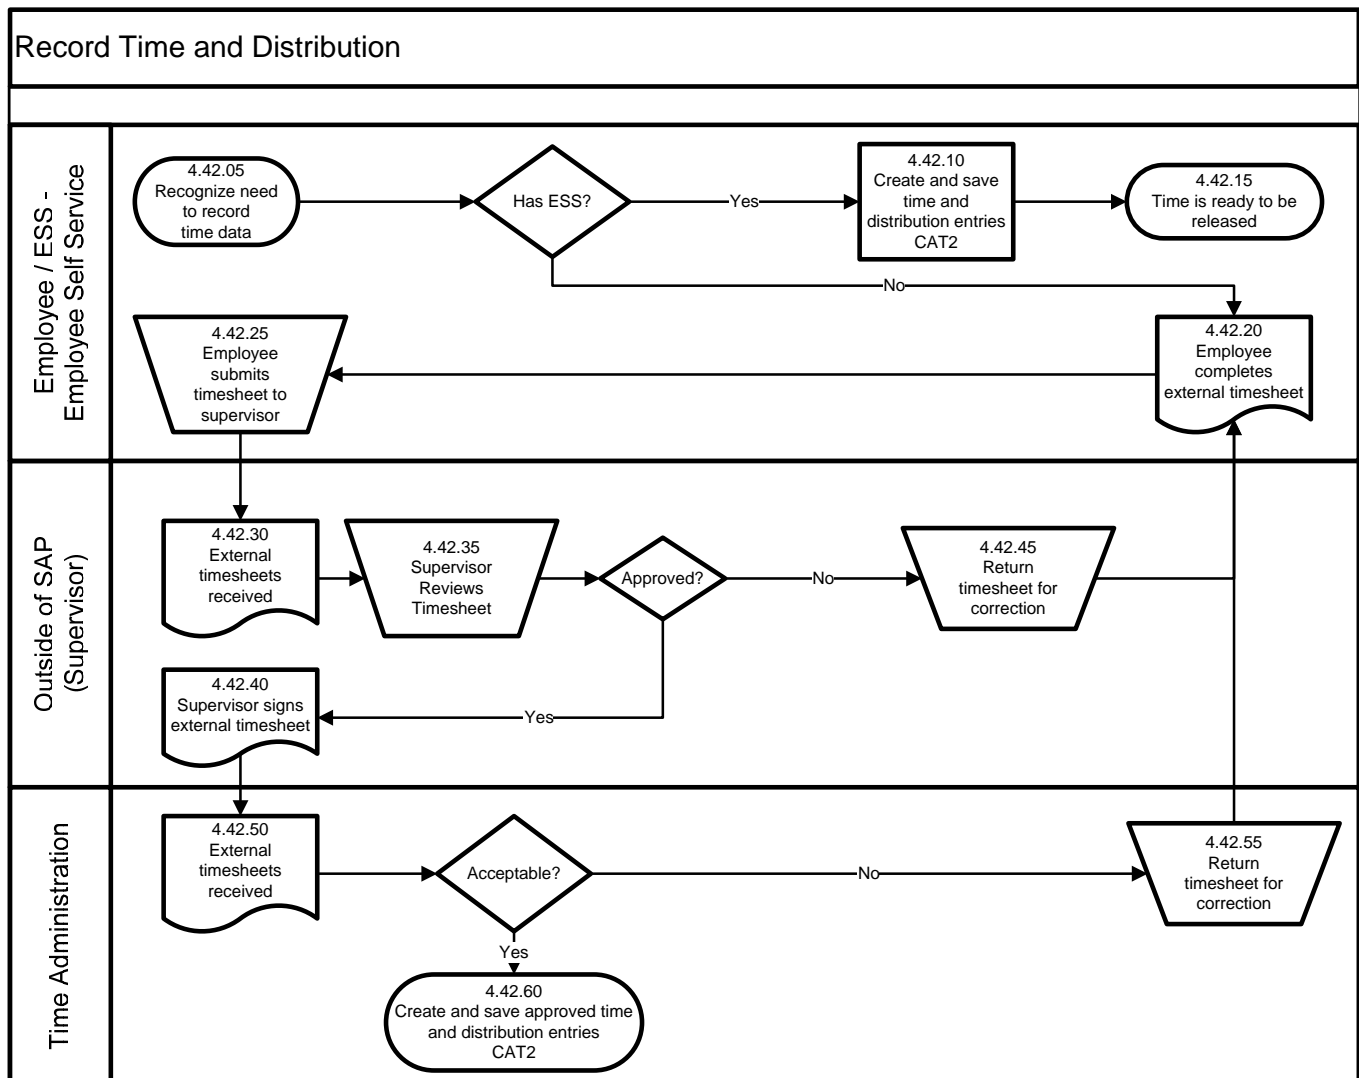 Record Time and Distribution
Employee / ESS -
Employee Self Service
4.42.05
Recognize need
to record
time data
Has ESS?
Yes
4.42.10
Create and save
time and
distribution entries
CAT2
4.42.15
Time is ready to be
released
No
4.42.25
Employee
submits
timesheet to
supervisor
4.42.20
Employee
completes
external timesheet
Outside of SAP
(Supervisor)
4.42.30
External
timesheets
received
4.42.35
Supervisor
Reviews
Timesheet
Approved?
No
4.42.45
Return
timesheet for
correction
4.42.40
Supervisor signs
external timesheet
Yes
Time Administration
4.42.50
External
timesheets
received
Acceptable?
No
4.42.55
Return
timesheet for
correction
Yes
4.42.60
Create and save approved time
and distribution entries
CAT2